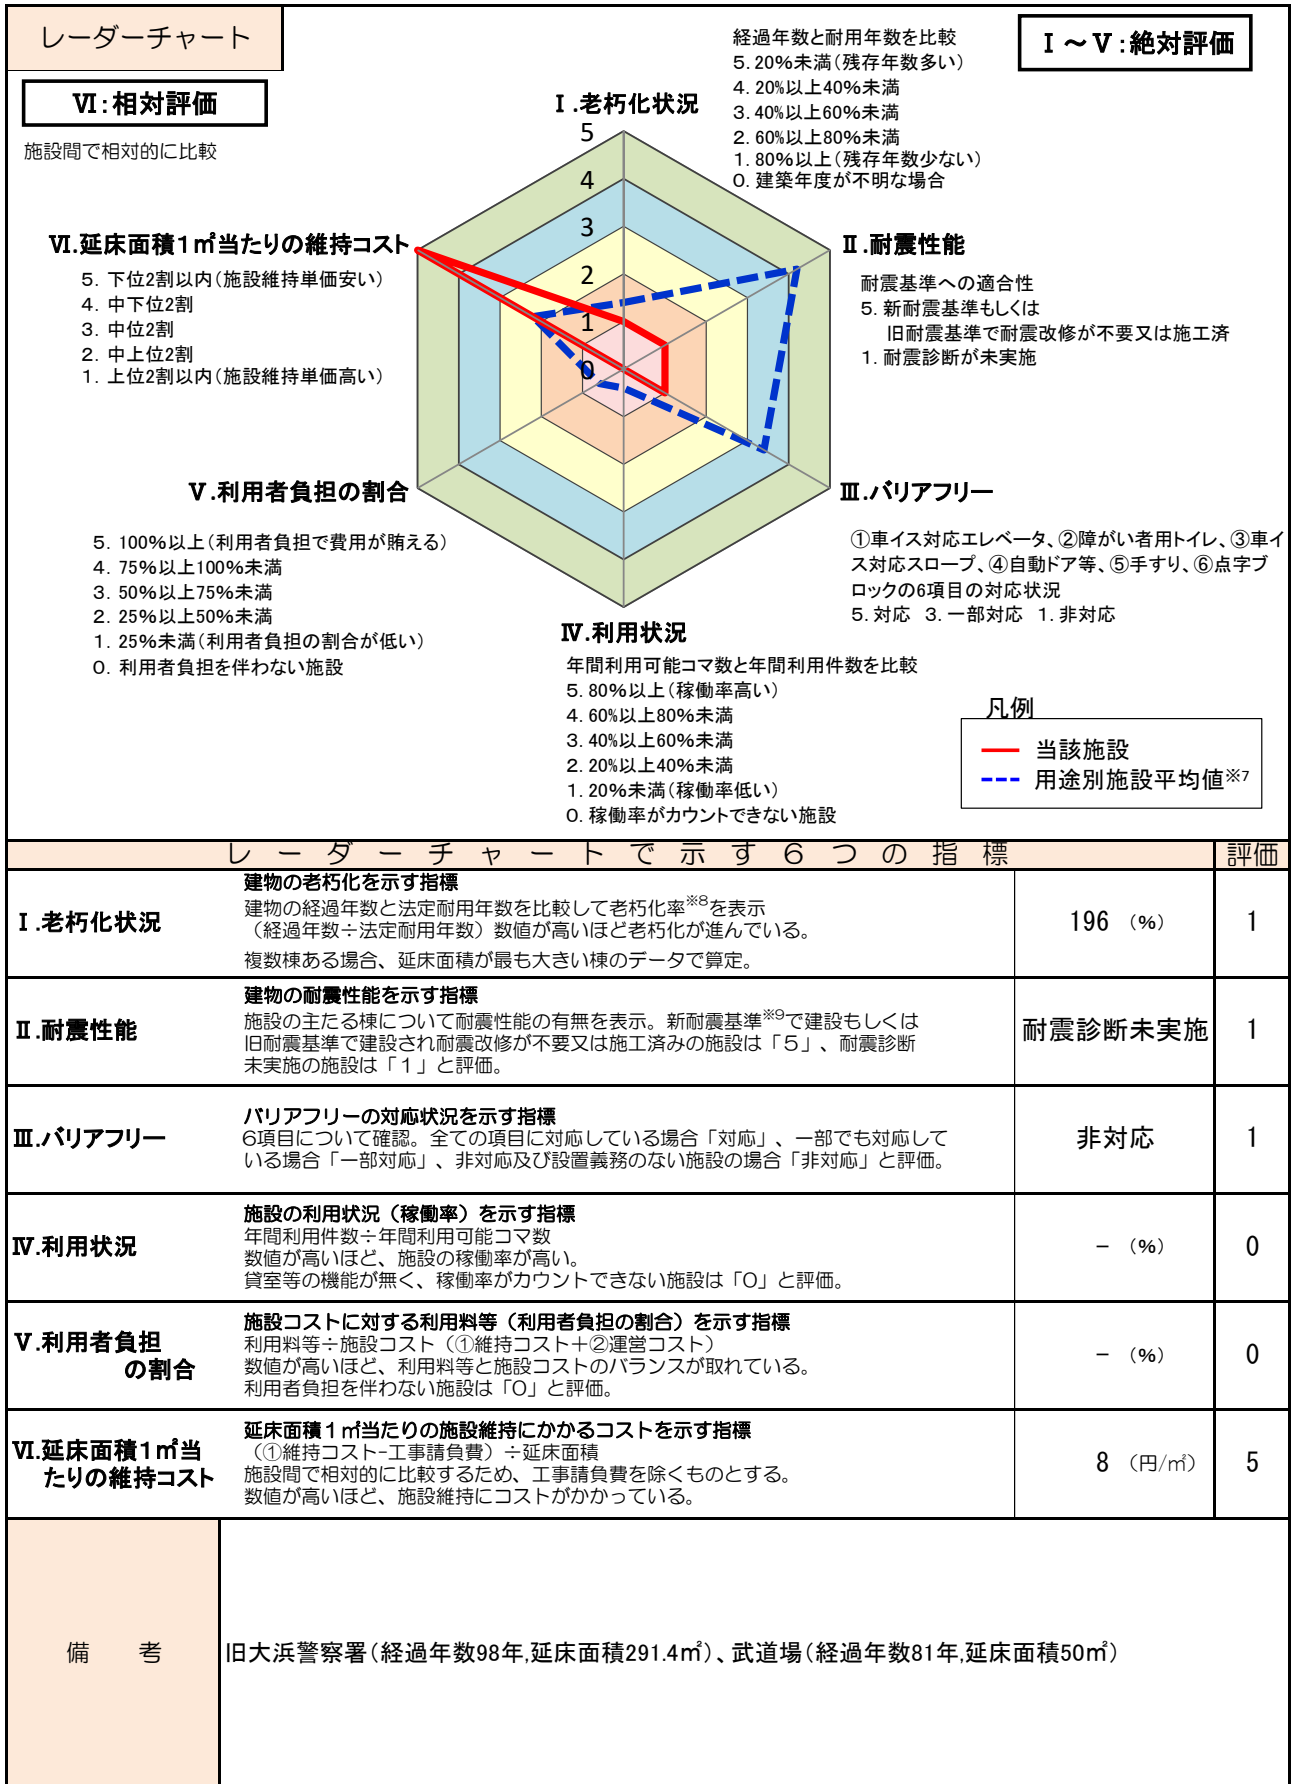 レーダーチャート
Ⅵ：相対評価
施設間で相対的に比較
Ⅰ～Ⅴ：絶対評価
Ⅰ.老朽化状況
経過年数と耐用年数を比較
5. 20％未満（残存年数多い）
4. 20%以上40％未満
3. 40%以上60％未満
2. 60%以上80％未満
1. 80％以上（残存年数少ない）
0. 建築年度が不明な場合
5
4
3
2
1
0
Ⅱ.耐震性能
耐震基準への適合性
5. 新耐震基準もしくは
旧耐震基準で耐震改修が不要又は施工済
1. 耐震診断が未実施
Ⅲ.バリアフリー
①車イス対応エレベータ、②障がい者用トイレ、③車イ
ス対応スロープ、④自動ドア等、⑤手すり、⑥点字ブ
ロックの6項目の対応状況
5. 対応 3. 一部対応 1. 非対応
Ⅳ.利用状況
年間利用可能コマ数と年間利用件数を比較
5. 80％以上（稼働率高い）
4. 60%以上80％未満
3. 40%以上60％未満
2. 20%以上40％未満
1. 20％未満（稼働率低い）
0. 稼働率がカウントできない施設
Ⅴ.利用者負担の割合
5. 100％以上（利用者負担で費用が賄える）
4. 75％以上100％未満
3. 50％以上75％未満
2. 25％以上50％未満
1. 25％未満（利用者負担の割合が低い）
0. 利用者負担を伴わない施設
Ⅵ.延床面積1㎡当たりの維持コスト
5. 下位2割以内（施設維持単価安い）
4. 中下位2割
3. 中位2割
2. 中上位2割
1. 上位2割以内（施設維持単価高い）
凡例
当該施設
用途別施設平均値※7
レーダーチャートで示す6つの指標 評価
Ⅰ.老朽化状況
建物の老朽化を示す指標
建物の経過年数と法定耐用年数を比較して老朽化率※8を表示
（経過年数÷法定耐用年数）数値が高いほど老朽化が進んでいる。
複数棟ある場合、延床面積が最も大きい棟のデータで算定。
196 （%） 1
Ⅱ.耐震性能
建物の耐震性能を示す指標
施設の主たる棟について耐震性能の有無を表示。新耐震基準※9で建設もしくは
旧耐震基準で建設され耐震改修が不要又は施工済みの施設は「5」、耐震診断
未実施の施設は「1」と評価。
耐震診断未実施 1
Ⅲ.バリアフリー
バリアフリーの対応状況を示す指標
6項目について確認。全ての項目に対応している場合「対応」、一部でも対応して
いる場合「一部対応」、非対応及び設置義務のない施設の場合「非対応」と評価。
非対応 1
Ⅳ.利用状況
施設の利用状況（稼働率）を示す指標
年間利用件数÷年間利用可能コマ数
数値が高いほど、施設の稼働率が高い。
貸室等の機能が無く、稼働率がカウントできない施設は「0」と評価。
－ （%） 0
Ⅴ.利用者負担
の割合
施設コストに対する利用料等（利用者負担の割合）を示す指標
利用料等÷施設コスト（①維持コスト＋②運営コスト）
数値が高いほど、利用料等と施設コストのバランスが取れている。
利用者負担を伴わない施設は「0」と評価。
－ （%） 0
Ⅵ.延床面積1㎡当
たりの維持コスト
延床面積１㎡当たりの施設維持にかかるコストを示す指標
（①維持コスト-工事請負費）÷延床面積
施設間で相対的に比較するため、工事請負費を除くものとする。
数値が高いほど、施設維持にコストがかかっている。
8 （円/㎡） 5
備 考
旧大浜警察署（経過年数98年,延床面積291.4㎡）、武道場（経過年数81年,延床面積50㎡）